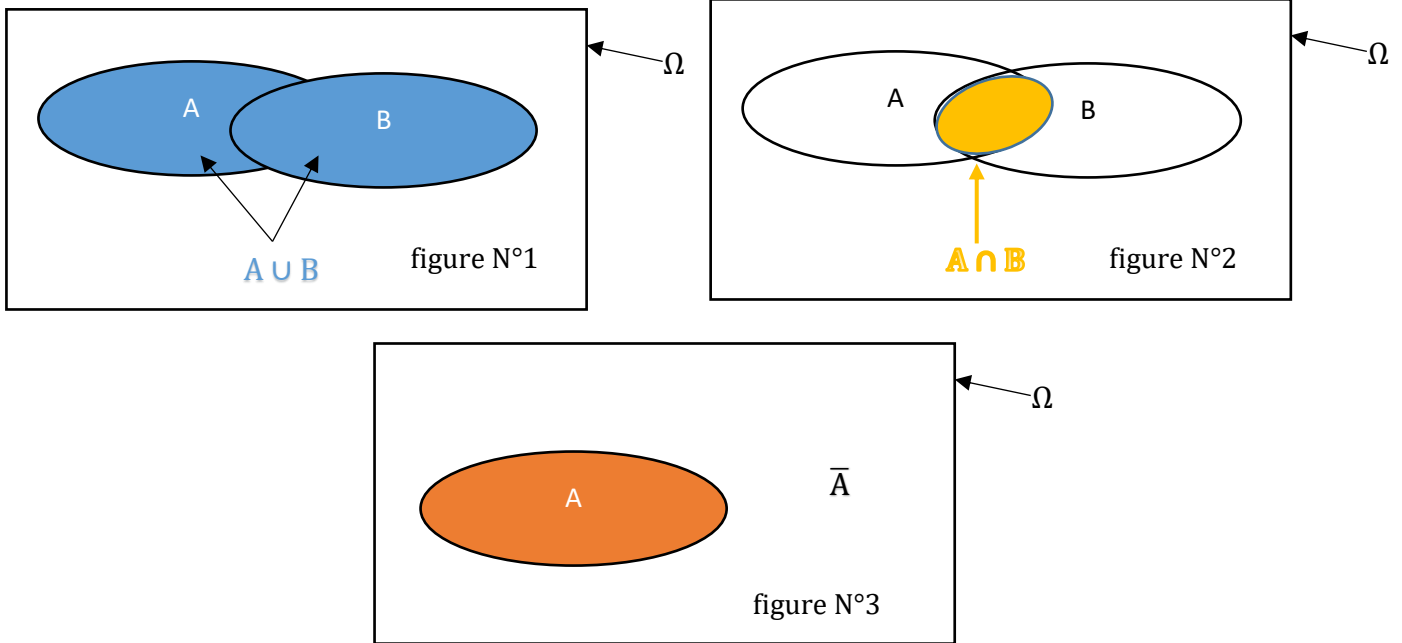 A
B
Ω
A ∪ B
figure N°1
A
B
Ω
𝔸 ∩ 𝔹
figure N°2
A
A̅
Ω
figure N°3